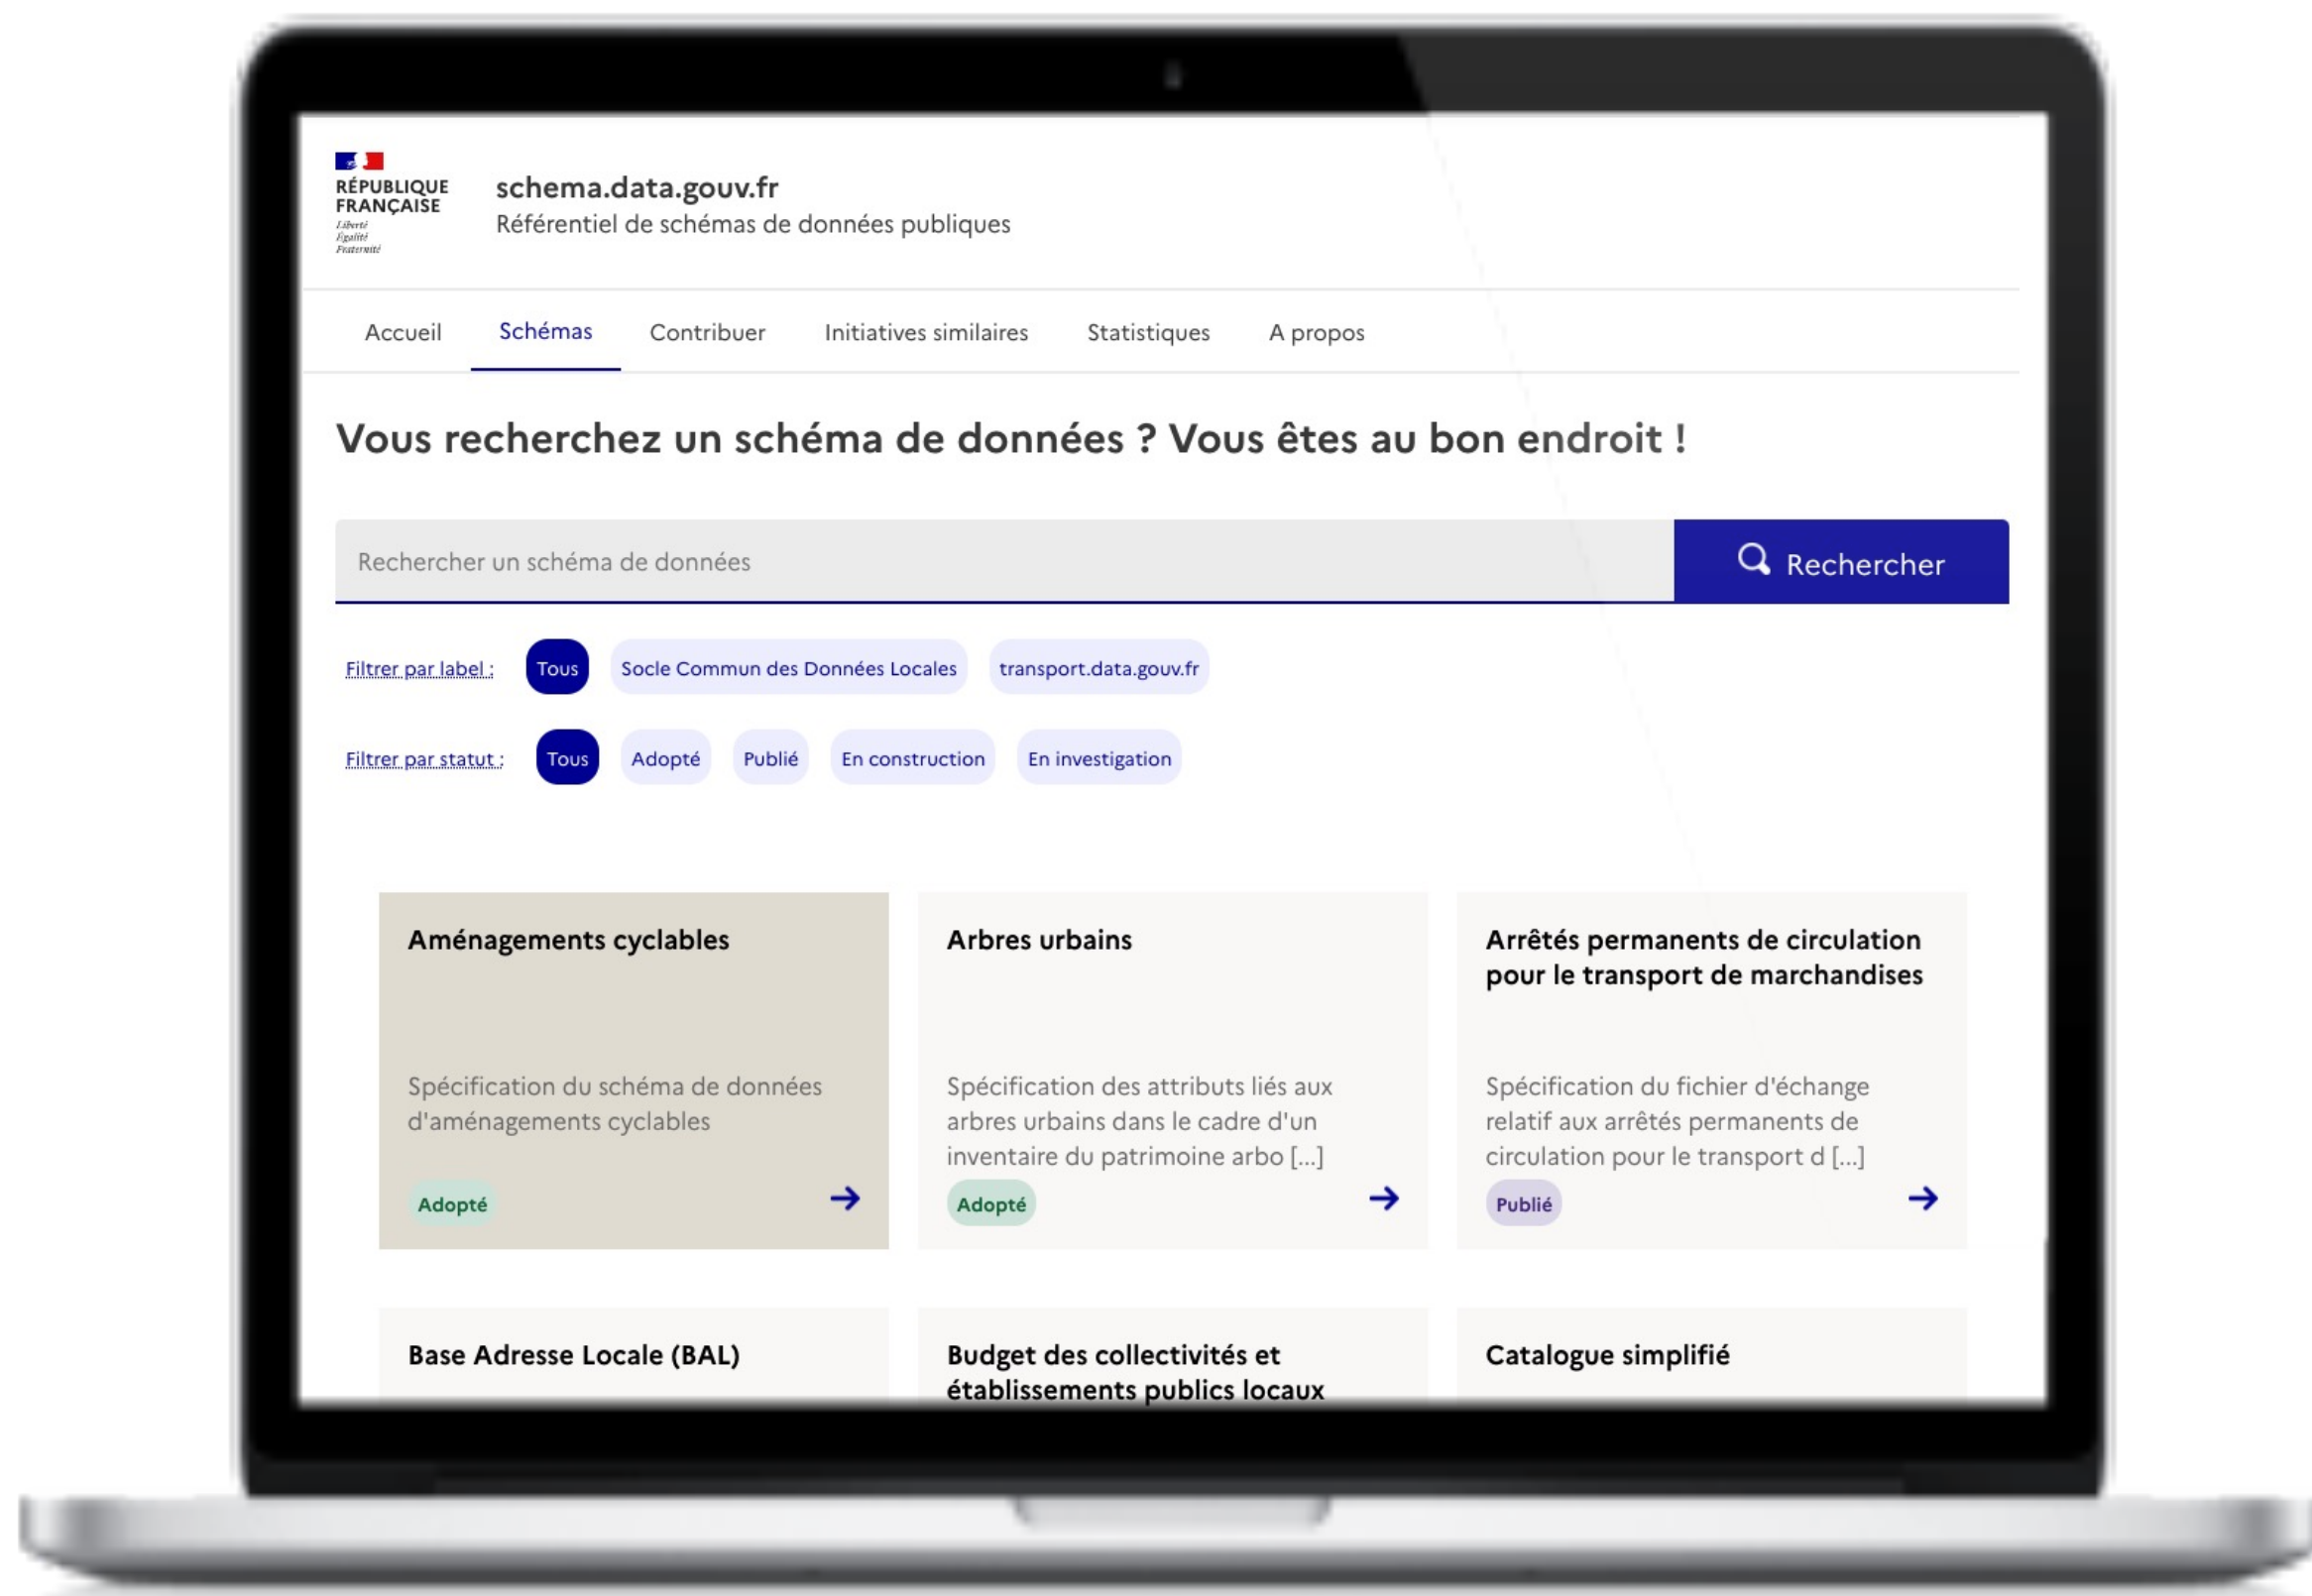 RÉPUBLIQUE
FRANÇAISE
Liberté
Égalité
Fraternité
schema.data.gouv.fr
Référentiel de schémas de données publiques
Accueil Schémas Contribuer Initiatives similaires Statistiques A propos
Vous recherchez un schéma de données ? Vous êtes au bon endroit !
Rechercher un schéma de données Rechercher
Filtrer par label : Tous Socle Commun des Données Locales transport.data.gouv.fr
Filtrer par statut : Tous Adopté Publié En construction En investigation
Aménagements cyclables
Spécification du schéma de données
d'aménagements cyclables
Adopté
Arbres urbains
Spécification des attributs liés aux
arbres urbains dans le cadre d'un
inventaire du patrimoine arbo [...]
Adopté
Arrêtés permanents de circulation
pour le transport de marchandises
Spécification du fichier d'échange
relatif aux arrêtés permanents de
circulation pour le transport d [...]
Publié
Base Adresse Locale (BAL)
Budget des collectivités et
établissements publics locaux
Catalogue simplifié